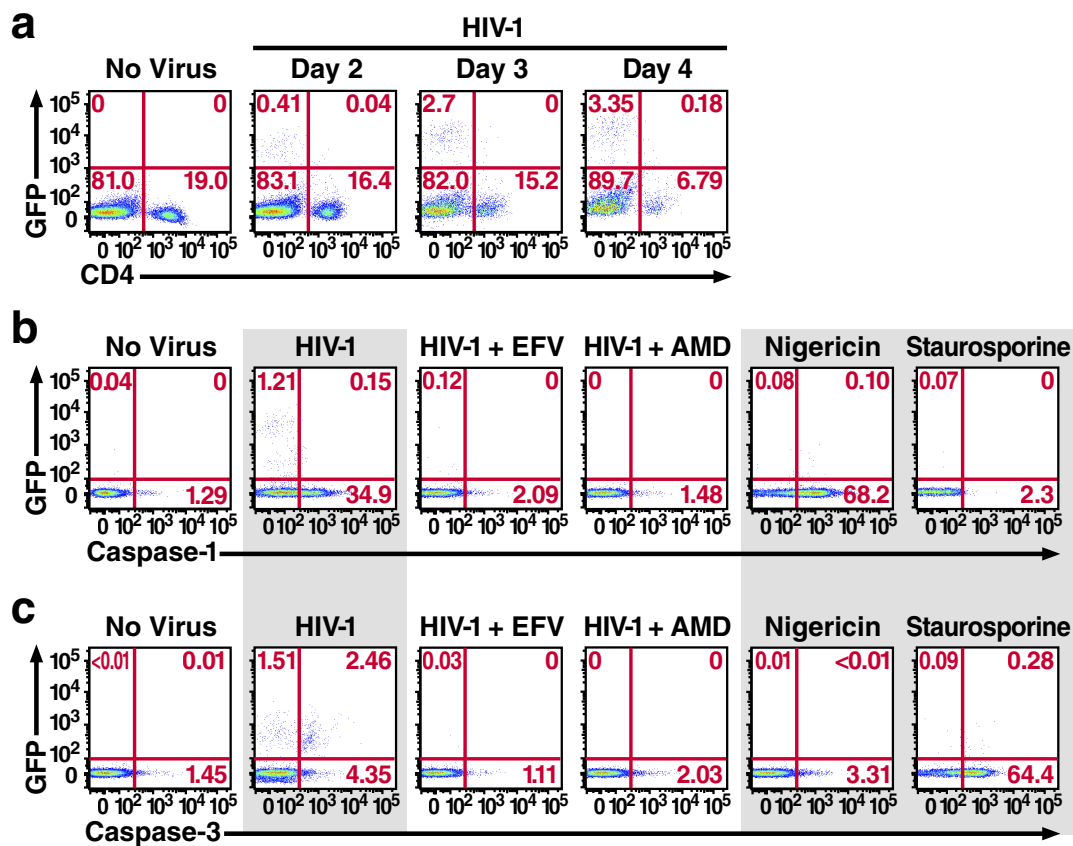 a
HIV-1
No Virus Day 2 Day 3 Day 4
10⁵ 0 0 0.41 0.04 2.7 0 3.35 0.18
10⁴
10³
81.0 19.0 83.1 16.4 82.0 15.2 89.7 6.79
10²
0
GFP
0 10² 10³ 10⁴ 10⁵ 0 10² 10³ 10⁴ 10⁵ 0 10² 10³ 10⁴ 10⁵ 0 10² 10³ 10⁴ 10⁵
CD4
b
No Virus HIV-1 HIV-1 + EFV HIV-1 + AMD Nigericin Staurosporine
10⁵ 0.04 0 1.21 0.15 0.12 0 0 0 0.08 0.10 0.07 0
10⁴
10³
10²
0 1.29 34.9 2.09 1.48 68.2 2.3
GFP
0 10² 10³ 10⁴ 10⁵ 0 10² 10³ 10⁴ 10⁵ 0 10² 10³ 10⁴ 10⁵ 0 10² 10³ 10⁴ 10⁵ 0 10² 10³ 10⁴ 10⁵ 0 10² 10³ 10⁴ 10⁵
Caspase-1
c
No Virus HIV-1 HIV-1 + EFV HIV-1 + AMD Nigericin Staurosporine
10⁵ <0.01 0.01 1.51 2.46 0.03 0 0 0 0.01 <0.01 0.09 0.28
10⁴
10³
10²
0 1.45 4.35 1.11 2.03 3.31 64.4
GFP
0 10² 10³ 10⁴ 10⁵ 0 10² 10³ 10⁴ 10⁵ 0 10² 10³ 10⁴ 10⁵ 0 10² 10³ 10⁴ 10⁵ 0 10² 10³ 10⁴ 10⁵ 0 10² 10³ 10⁴ 10⁵
Caspase-3